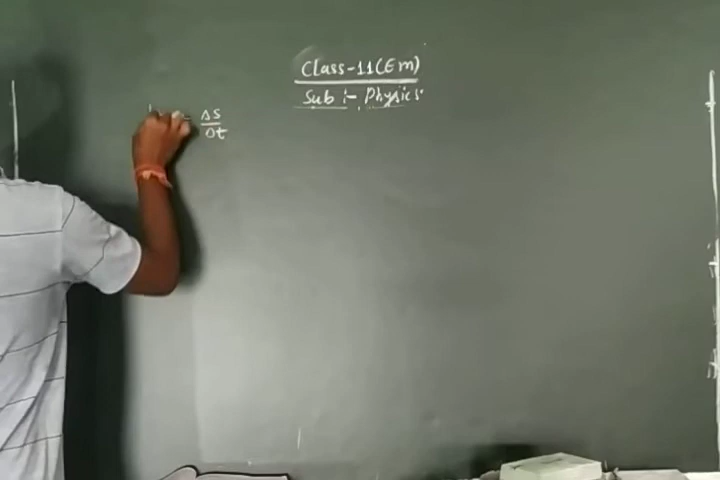 Class-11(Em)
Sub :- Physics
= Δs
Δt